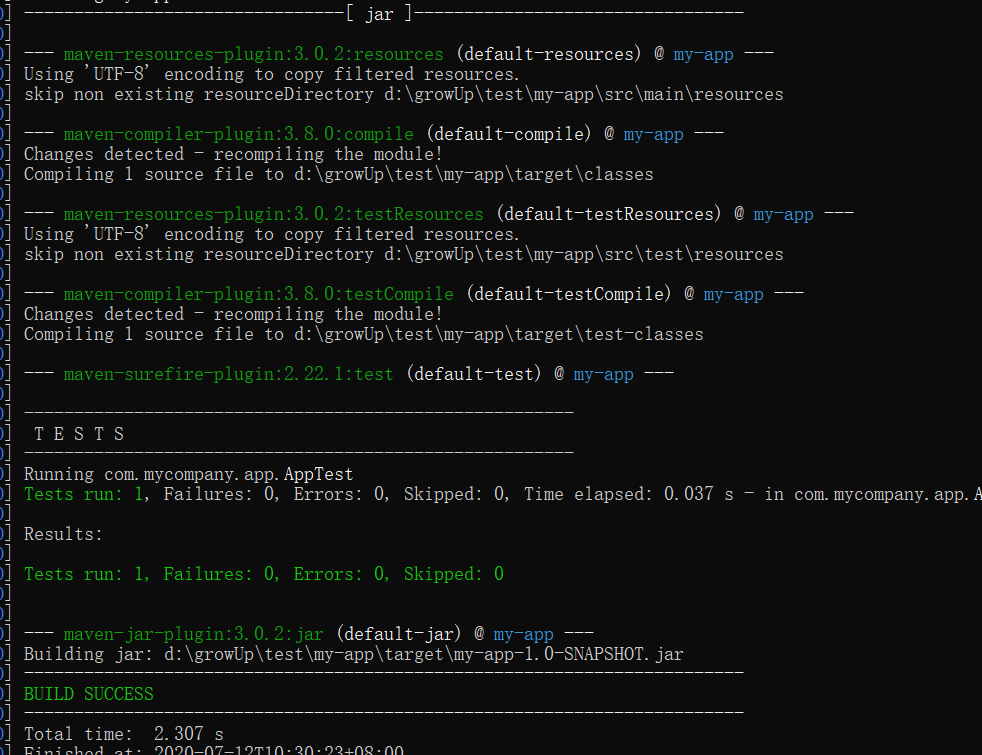 --------------------------------[ jar ]---------------------------------
]
] --- maven-resources-plugin:3.0.2:resources (default-resources) @ my-app ---
] Using 'UTF-8' encoding to copy filtered resources.
] skip non existing resourceDirectory d:\growUp\test\my-app\src\main\resources
]
] --- maven-compiler-plugin:3.8.0:compile (default-compile) @ my-app ---
] Changes detected - recompiling the module!
] Compiling 1 source file to d:\growUp\test\my-app\target\classes
]
] --- maven-resources-plugin:3.0.2:testResources (default-testResources) @ my-app ---
] Using 'UTF-8' encoding to copy filtered resources.
] skip non existing resourceDirectory d:\growUp\test\my-app\src\test\resources
]
] --- maven-compiler-plugin:3.8.0:testCompile (default-testCompile) @ my-app ---
] Changes detected - recompiling the module!
] Compiling 1 source file to d:\growUp\test\my-app\target\test-classes
]
] --- maven-surefire-plugin:2.22.1:test (default-test) @ my-app ---
]
] -------------------------------------------------------
]  T E S T S
] -------------------------------------------------------
] Running com.mycompany.app.AppTest
] Tests run: 1, Failures: 0, Errors: 0, Skipped: 0, Time elapsed: 0.037 s - in com.mycompany.app.A
]
] Results:
]
] Tests run: 1, Failures: 0, Errors: 0, Skipped: 0
]
]
] --- maven-jar-plugin:3.0.2:jar (default-jar) @ my-app ---
] Building jar: d:\growUp\test\my-app\target\my-app-1.0-SNAPSHOT.jar
] ------------------------------------------------------------------------
] BUILD SUCCESS
] ------------------------------------------------------------------------
] Total time:  2.307 s
] Finished at: 2020-07-12T10:30:23+08:00